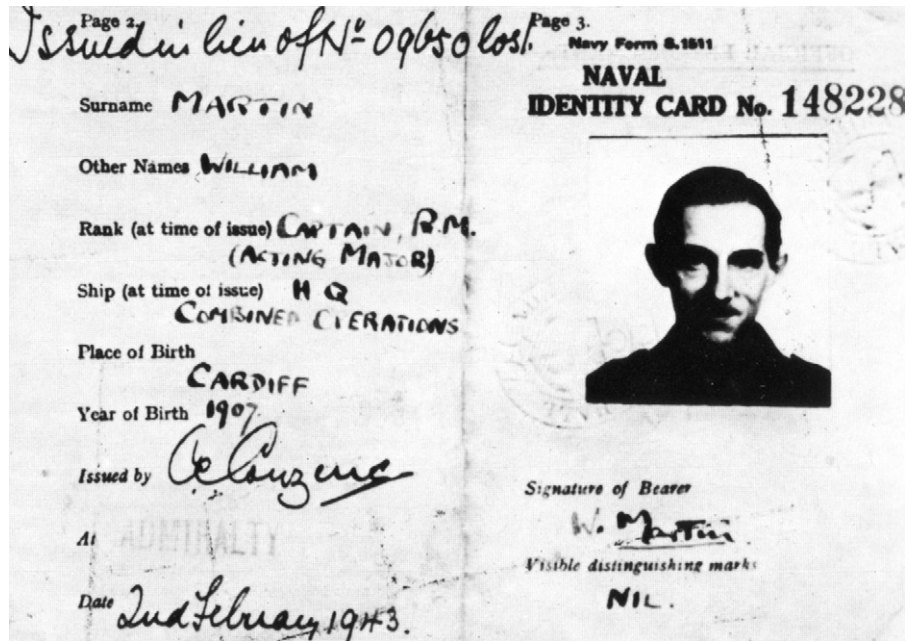 Page 2.
Issued in lieu of No 09650 lost.
Surname MARTIN
Other Names WILLIAM
Rank (at time of issue) CAPTAIN, R.M.
(ACTING MAJOR)
Ship (at time of issue) H Q
COMBINED OPERATIONS
Place of Birth
CARDIFF
Year of Birth 1907
Issued by
At ADMIRALTY
Date 2nd February 1943.
Page 3.
Navy Form S.1511
NAVAL
IDENTITY CARD No. 148228
Signature of Bearer
W. Martin
Visible distinguishing marks
NIL.